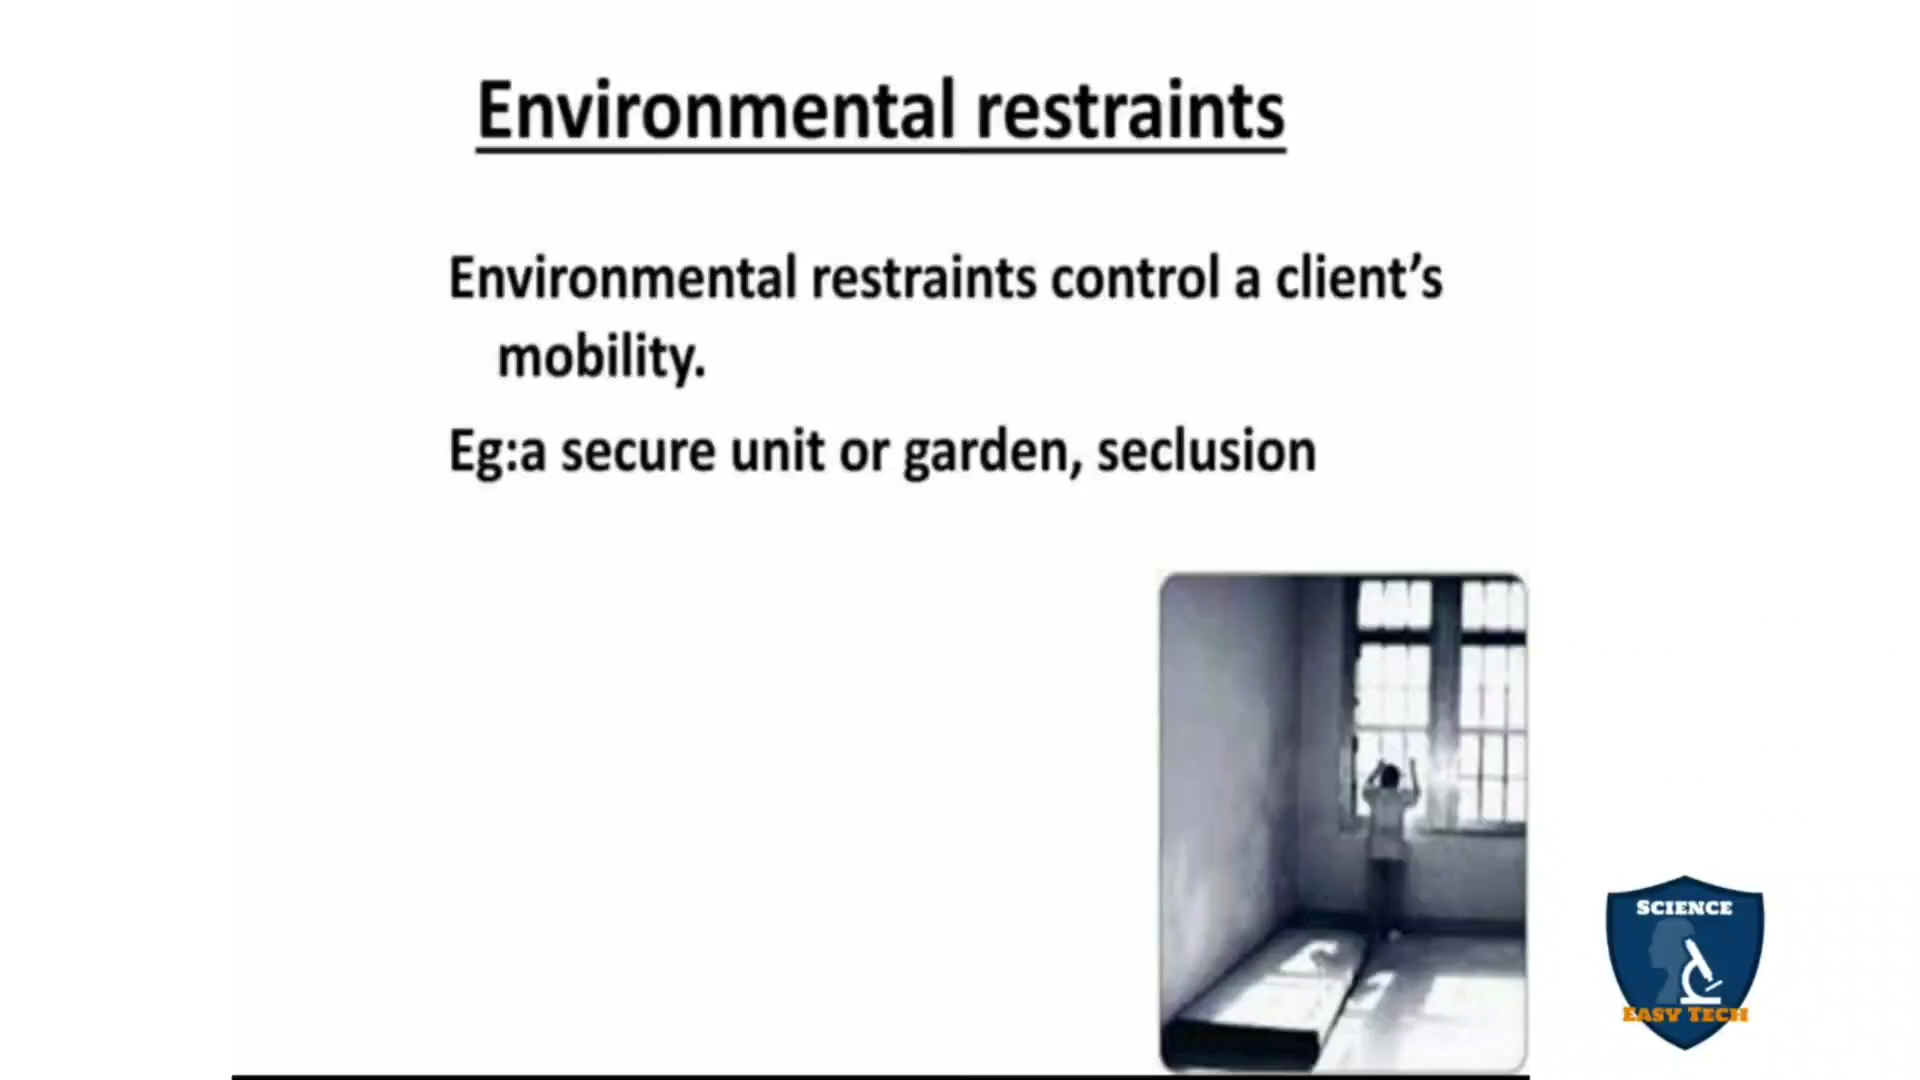 Environmental restraints
Environmental restraints control a client’s
mobility.
Eg:a secure unit or garden, seclusion
SCIENCE
EASY TECH